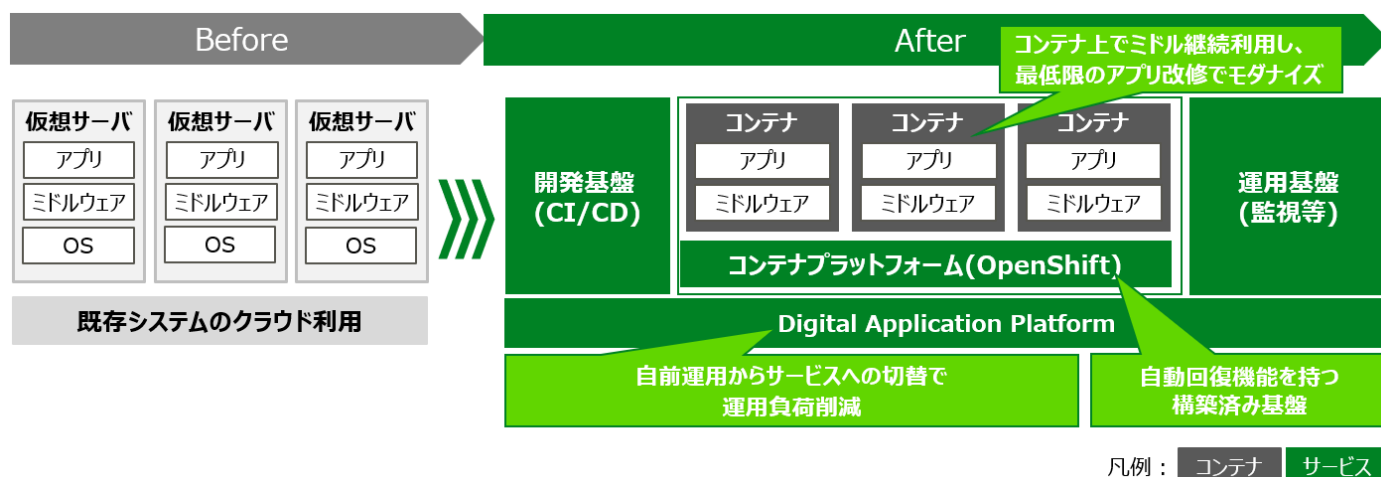 Before
After
コンテナ上でミドル継続利用し、
最低限のアプリ改修でモダナイズ
仮想サーバ
アプリ
ミドルウェア
OS
仮想サーバ
アプリ
ミドルウェア
OS
仮想サーバ
アプリ
ミドルウェア
OS
既存システムのクラウド利用
開発基盤
(CI/CD)
コンテナ
アプリ
ミドルウェア
コンテナ
アプリ
ミドルウェア
コンテナ
アプリ
ミドルウェア
コンテナプラットフォーム(OpenShift)
運用基盤
(監視等)
Digital Application Platform
自前運用からサービスへの切替で
運用負荷削減
自動回復機能を持つ
構築済み基盤
凡例： コンテナ サービス